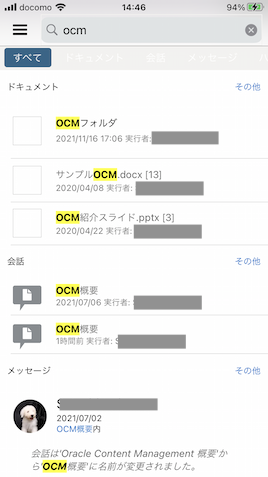 docomo 14:46 94%
ocm
すべて ドキュメント 会話 メッセージ
ドキュメント その他
OCMフォルダ
2021/11/16 17:06 実行者:
サンプルOCM.docx [13]
2020/04/08 実行者:
OCM紹介スライド.pptx [3]
2020/04/22 実行者:
会話 その他
OCM概要
2021/07/06 実行者: S
OCM概要
1時間前 実行者: S
メッセージ その他
S
2021/07/02
OCM概要内
会話は'Oracle Content Management 概要'か
ら'OCM概要'に名前が変更されました。